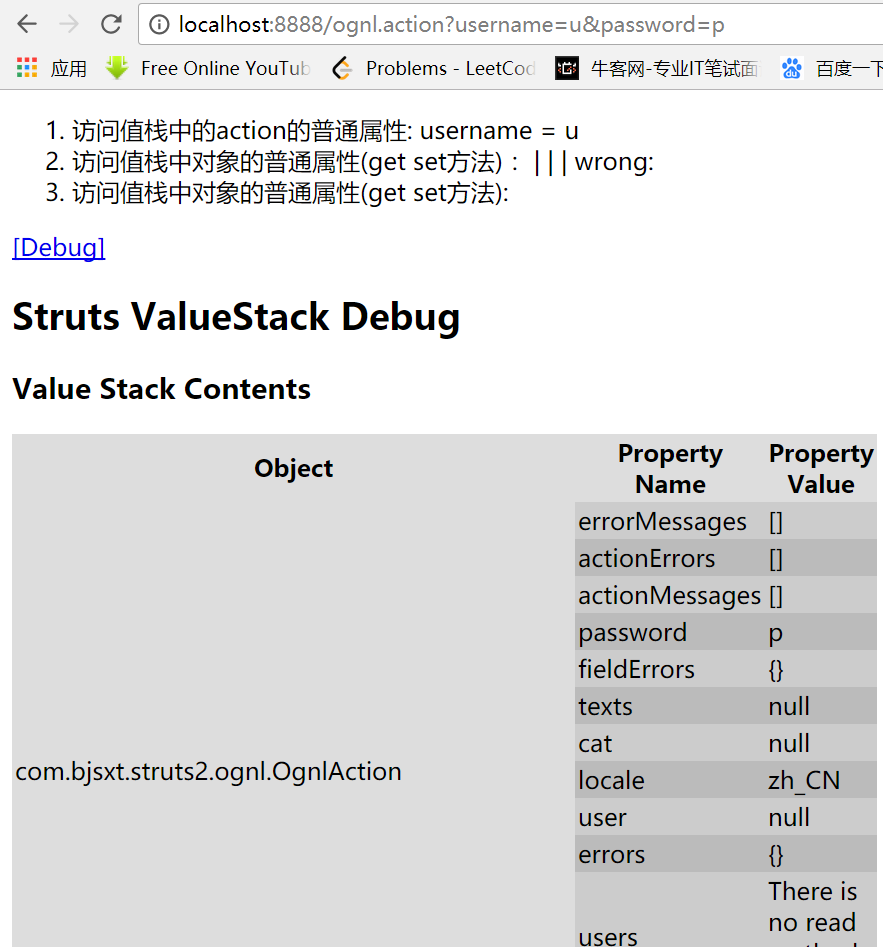 localhost:8888/ognl.action?username=u&password=p
应用 Free Online YouTub Problems - LeetCod 牛客网-专业IT笔试面 百度一下
1. 访问值栈中的action的普通属性: username = u
2. 访问值栈中对象的普通属性(get set方法) ： | | | wrong:
3. 访问值栈中对象的普通属性(get set方法):
[Debug]
Struts ValueStack Debug
Value Stack Contents
Object Property Name Property Value
errorMessages []
actionErrors []
actionMessages []
password p
fieldErrors {}
texts null
cat null
com.bjsxt.struts2.ognl.OgnlAction
locale zh_CN
user null
errors {}
users There is
no read